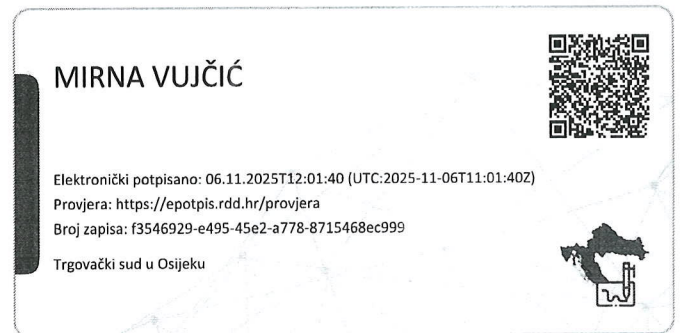 MIRNA VUJČIĆ
Elektronički potpisano: 06.11.2025T12:01:40 (UTC:2025-11-06T11:01:40Z)
Provjera: https://epotpis.rdd.hr/provjera
Broj zapisa: f3546929-e495-45e2-a778-8715468ec999
Trgovački sud u Osijeku